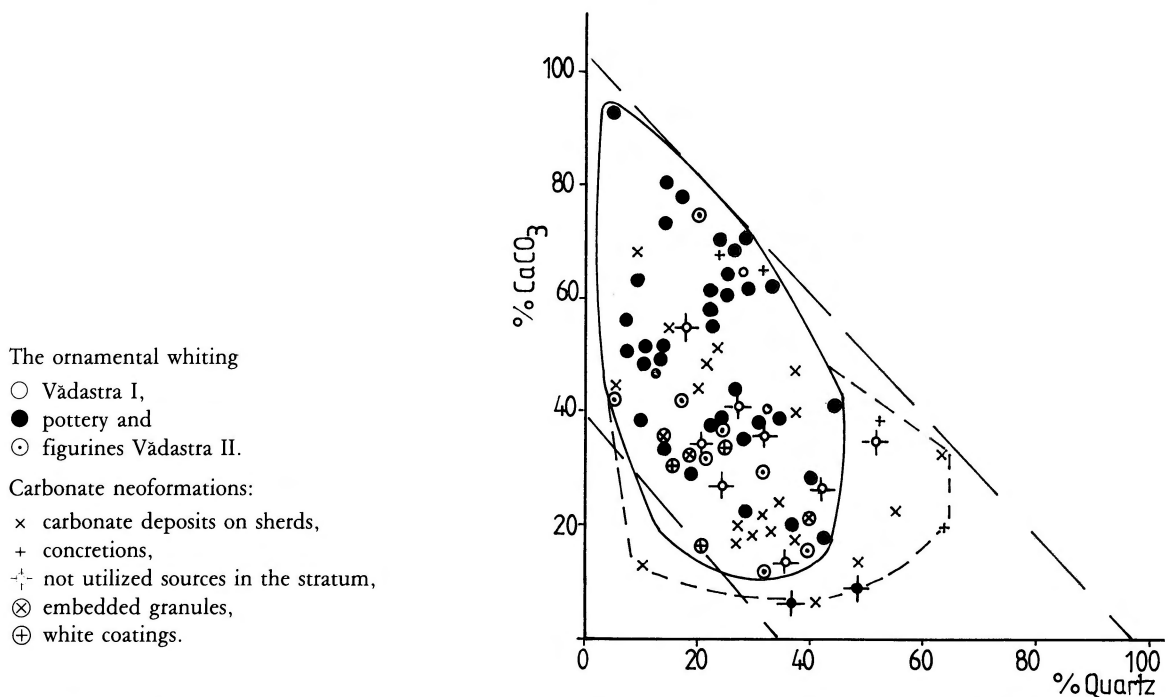 The ornamental whiting
Vădastra I,
pottery and
figurines Vădastra II.
Carbonate neoformations:
carbonate deposits on sherds,
concretions,
not utilized sources in the stratum,
embedded granules,
white coatings.
% CaCO3
100
80
60
40
20
0 20 40 60 80 100
% Quartz